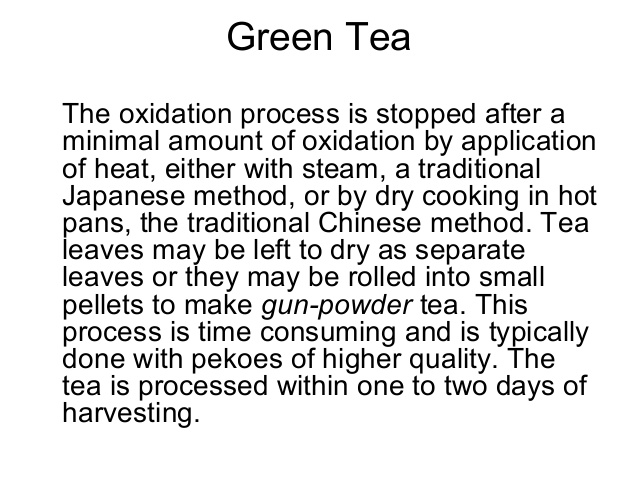 Green Tea
The oxidation process is stopped after a
minimal amount of oxidation by application
of heat, either with steam, a traditional
Japanese method, or by dry cooking in hot
pans, the traditional Chinese method. Tea
leaves may be left to dry as separate
leaves or they may be rolled into small
pellets to make gun-powder tea. This
process is time consuming and is typically
done with pekoes of higher quality. The
tea is processed within one to two days of
harvesting.